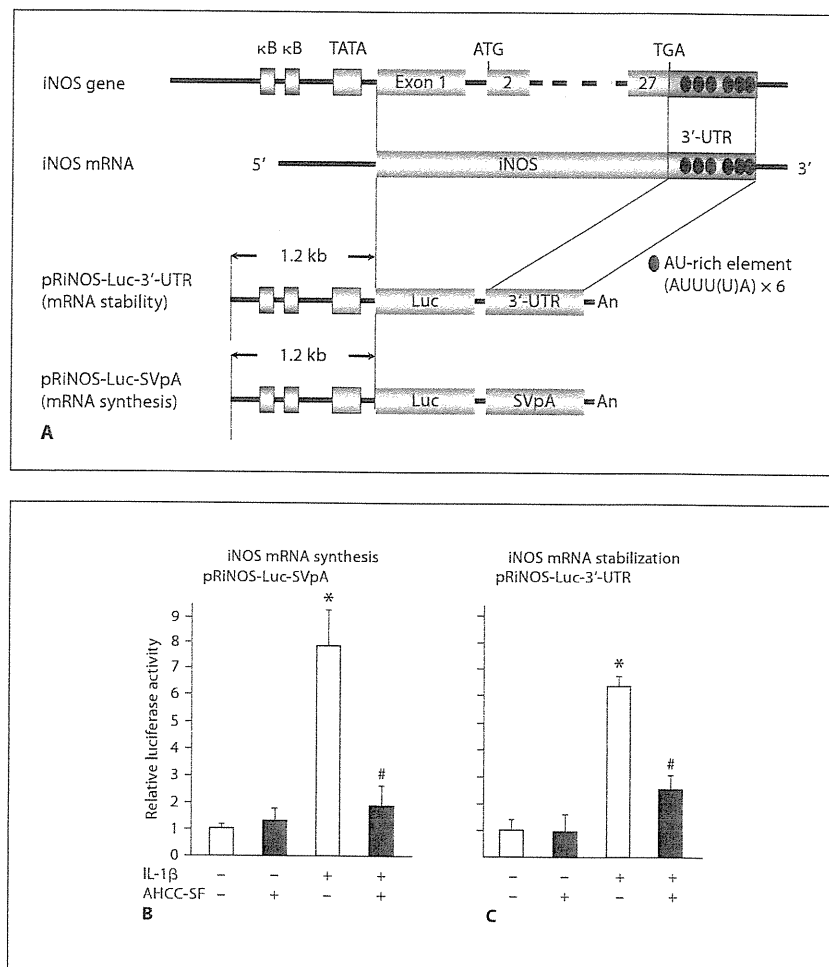 κB κB TATA ATG TGA
iNOS gene Exon 1 2 27
3′-UTR
iNOS mRNA 5′ iNOS 3′
1.2 kb
pRiNOS-Luc-3′-UTR
(mRNA stability) Luc 3′-UTR An
AU-rich element
(AUUU(U)A) × 6
1.2 kb
pRiNOS-Luc-SVpA
(mRNA synthesis) Luc SVpA An
A
iNOS mRNA synthesis
pRiNOS-Luc-SVpA
Relative luciferase activity
9
8
7
6
5
4
3
2
1
0
* #
IL-1β – – + +
AHCC-SF – + – +
B
iNOS mRNA stabilization
pRiNOS-Luc-3′-UTR
* #
– – + +
– + – +
C